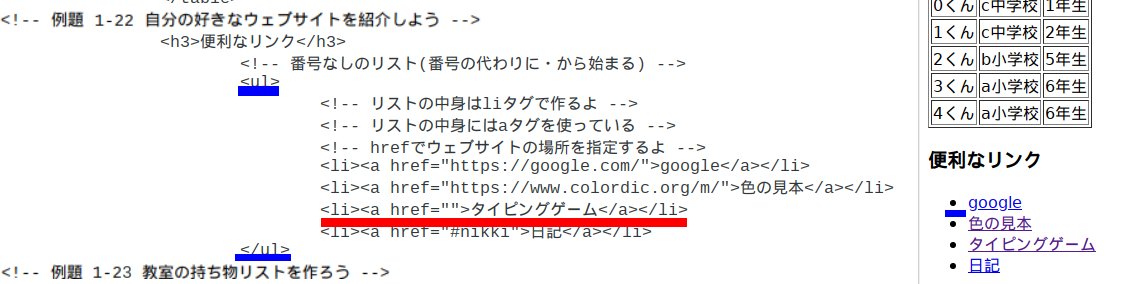 </table>
<!-- 例題 1-22 自分の好きなウェブサイトを紹介しよう -->
<h3>便利なリンク</h3>
<!-- 番号なしのリスト(番号の代わりに・から始まる) -->
<ul>
<!-- リストの中身はliタグで作るよ -->
<!-- リストの中身にはaタグを使っている -->
<!-- hrefでウェブサイトの場所を指定するよ -->
<li><a href="https://google.com/">google</a></li>
<li><a href="https://www.colordic.org/m/">色の見本</a></li>
<li><a href="">タイピングゲーム</a></li>
<li><a href="#nikki">日記</a></li>
</ul>
<!-- 例題 1-23 教室の持ち物リストを作ろう -->
0くん c中学校 1年生
1くん c中学校 2年生
2くん b小学校 5年生
3くん a小学校 6年生
4くん a小学校 6年生
便利なリンク
• google
• 色の見本
• タイピングゲーム
• 日記